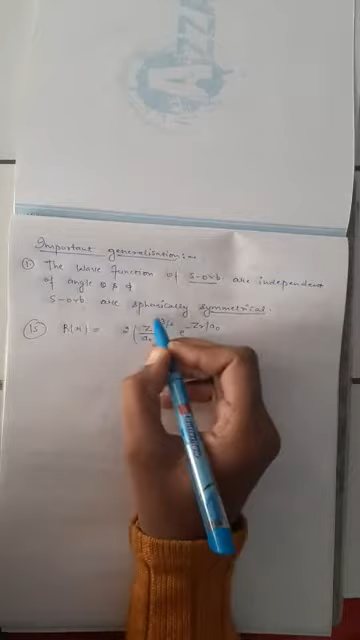 AZZ
Important generalisation:-
① The wave function of s-orb. are independent
of angle θ & ϕ
s-orb. are spherically symmetrical.
(1s) R(r) = 2(Z/a₀)^3/2 e^-Zr/a₀